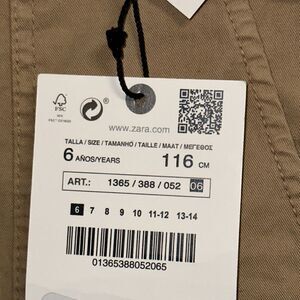 FSC
www.zara.com
TALLA / SIZE / TAMANHO / TAILLE / MAAT / ΜΕΓΕΘΟΣ
6 AÑOS/YEARS 116 CM
ART.: 1365 / 388 / 052 06
6 7 8 9 10 11-12 13-14
01365388052065